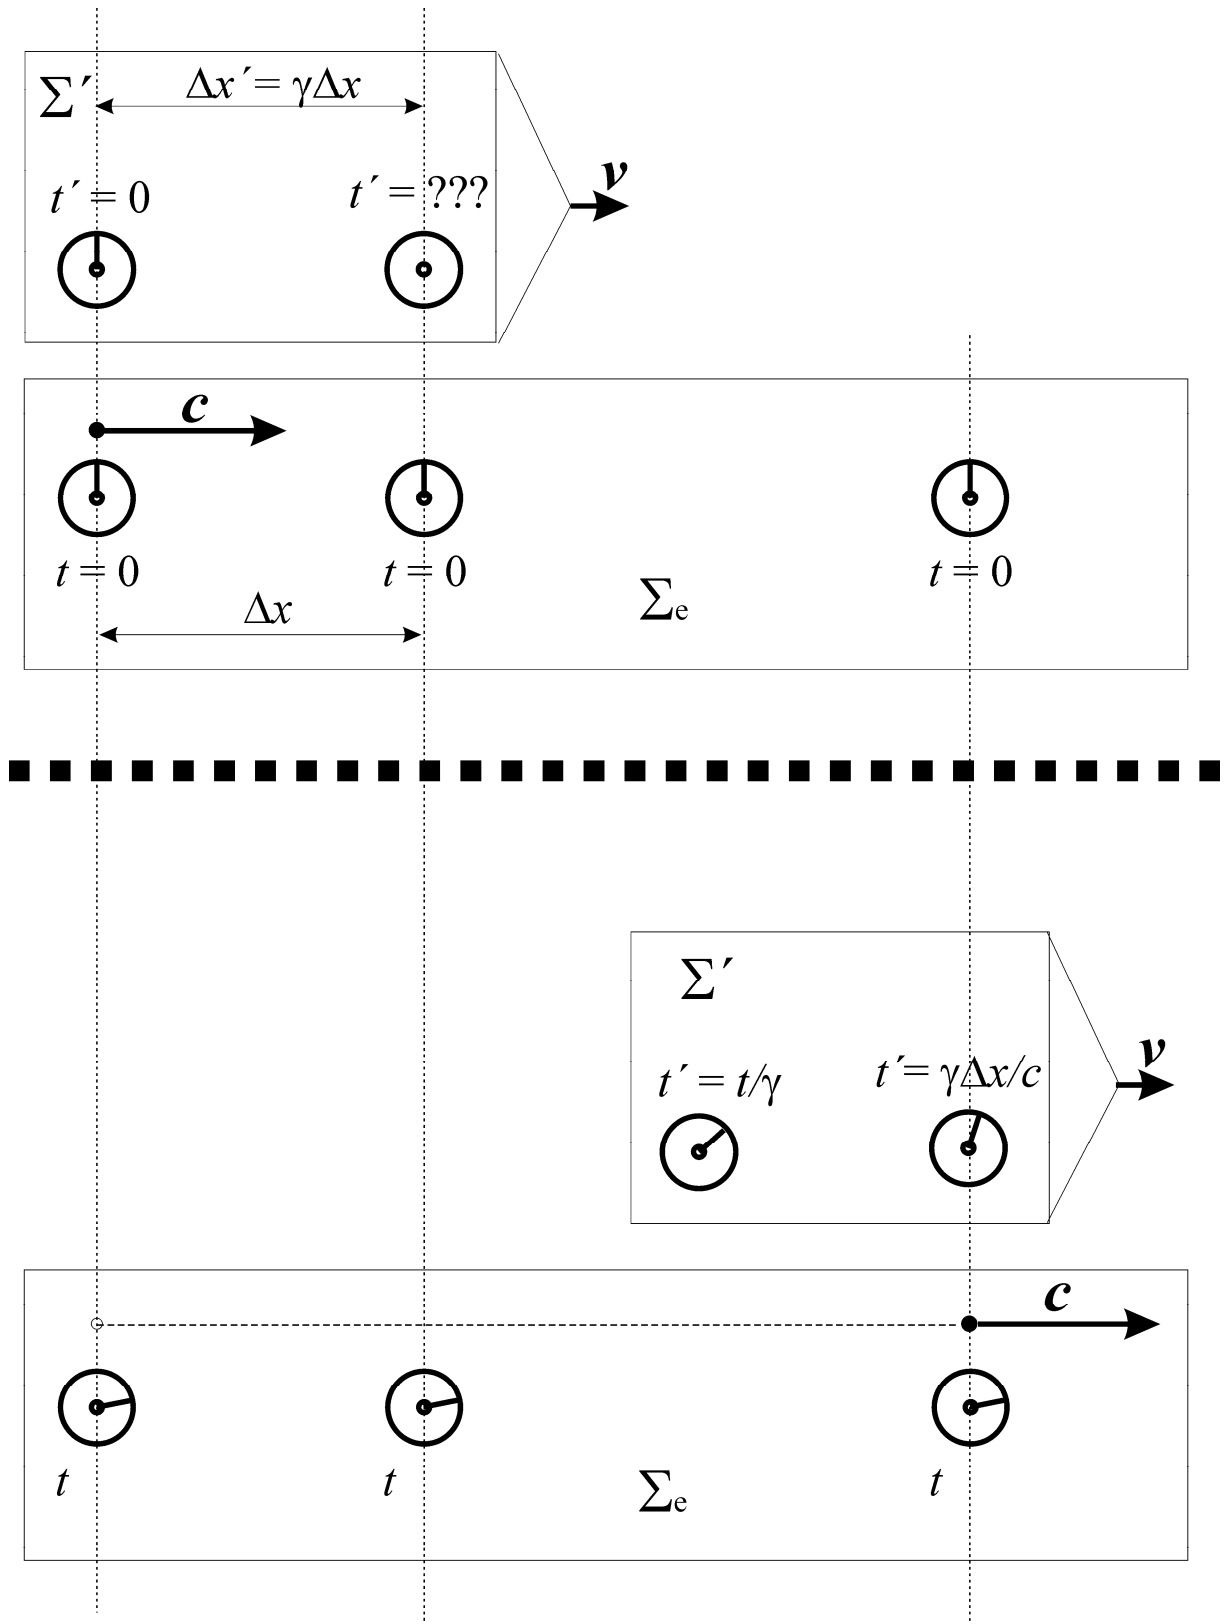 Σ´
Δx´= γΔx
t´ = 0
t´ = ???
v
c
t = 0
t = 0
t = 0
Δx
Σe
Σ´
t´ = t/γ
t´= γΔx/c
v
c
t
t
t
Σe